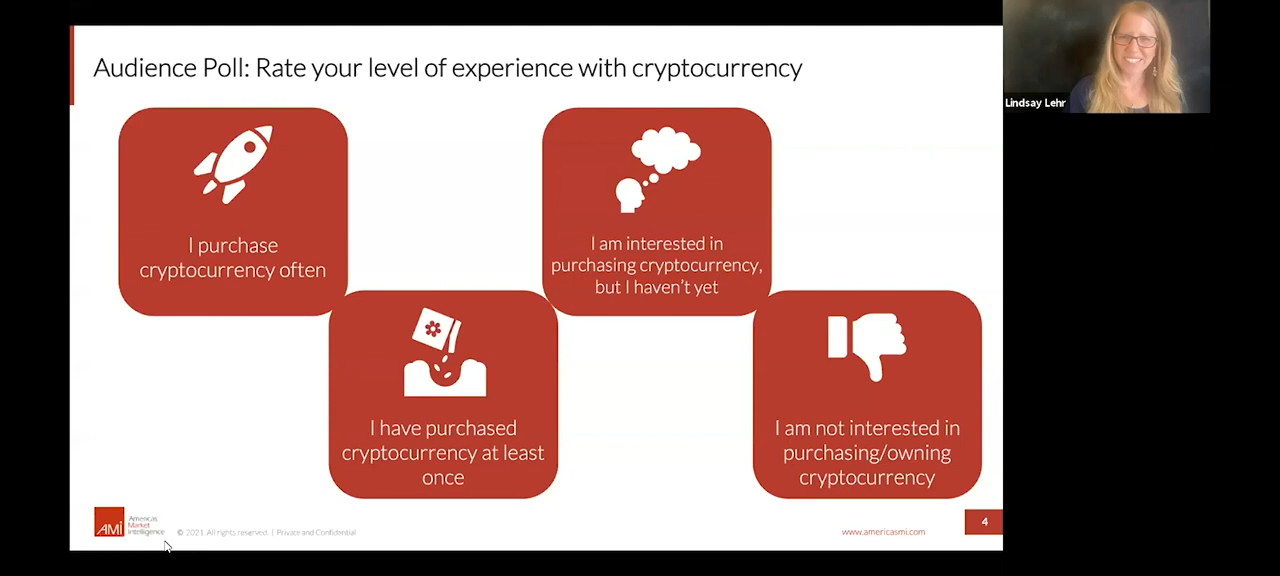 Audience Poll: Rate your level of experience with cryptocurrency
Lindsay Lehr
I purchase
cryptocurrency often
I am interested in
purchasing cryptocurrency,
but I haven't yet
I have purchased
cryptocurrency at least
once
I am not interested in
purchasing/owning
cryptocurrency
AMI
Americas
Market
Intelligence
© 2021. All rights reserved. | Private and Confidential
www.americasmi.com
4